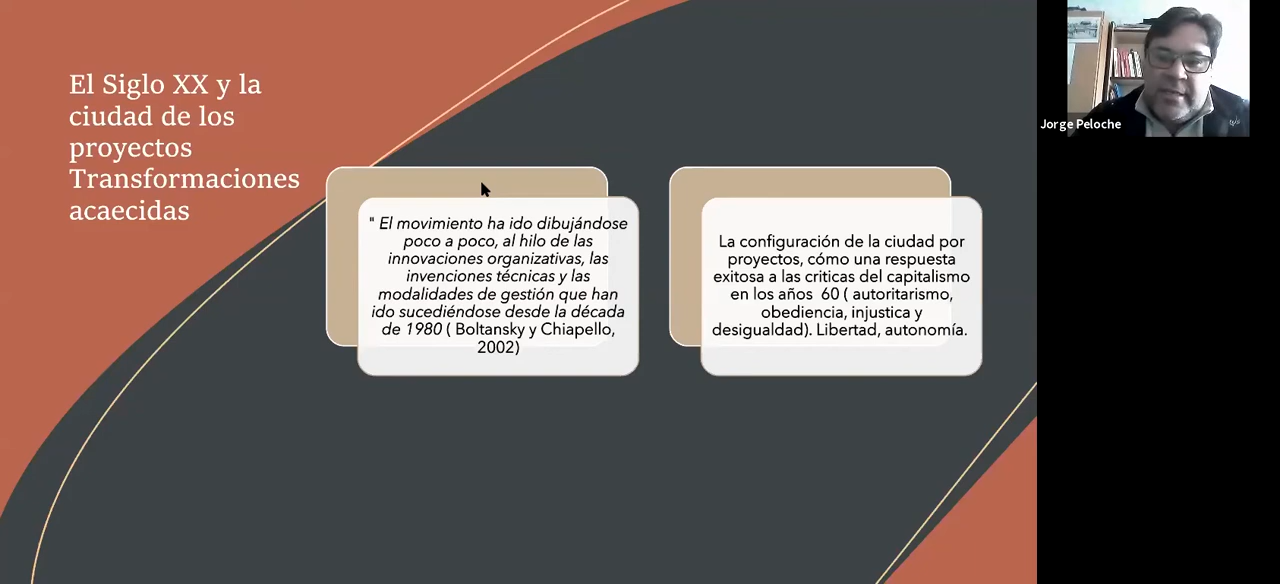 El Siglo XX y la
ciudad de los
proyectos
Transformaciones
acaecidas
" El movimiento ha ido dibujándose
poco a poco, al hilo de las
innovaciones organizativas, las
invenciones técnicas y las
modalidades de gestión que han
ido sucediéndose desde la década
de 1980 ( Boltansky y Chiapello,
2002)
La configuración de la ciudad por
proyectos, cómo una respuesta
exitosa a las criticas del capitalismo
en los años  60 ( autoritarismo,
obediencia, injustica y
desigualdad). Libertad, autonomía.
Jorge Peloche